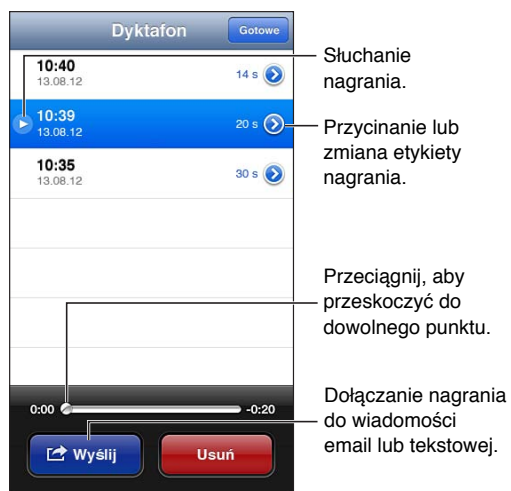 Dyktafon
Gotowe
10:40
13.08.12
14 s
10:39
13.08.12
20 s
10:35
13.08.12
30 s
0:00
-0:20
Wyślij
Usuń
Słuchanie
nagrania.
Przycinanie lub
zmiana etykiety
nagrania.
Przeciągnij, aby
przeskoczyć do
dowolnego punktu.
Dołączanie nagrania
do wiadomości
email lub tekstowej.